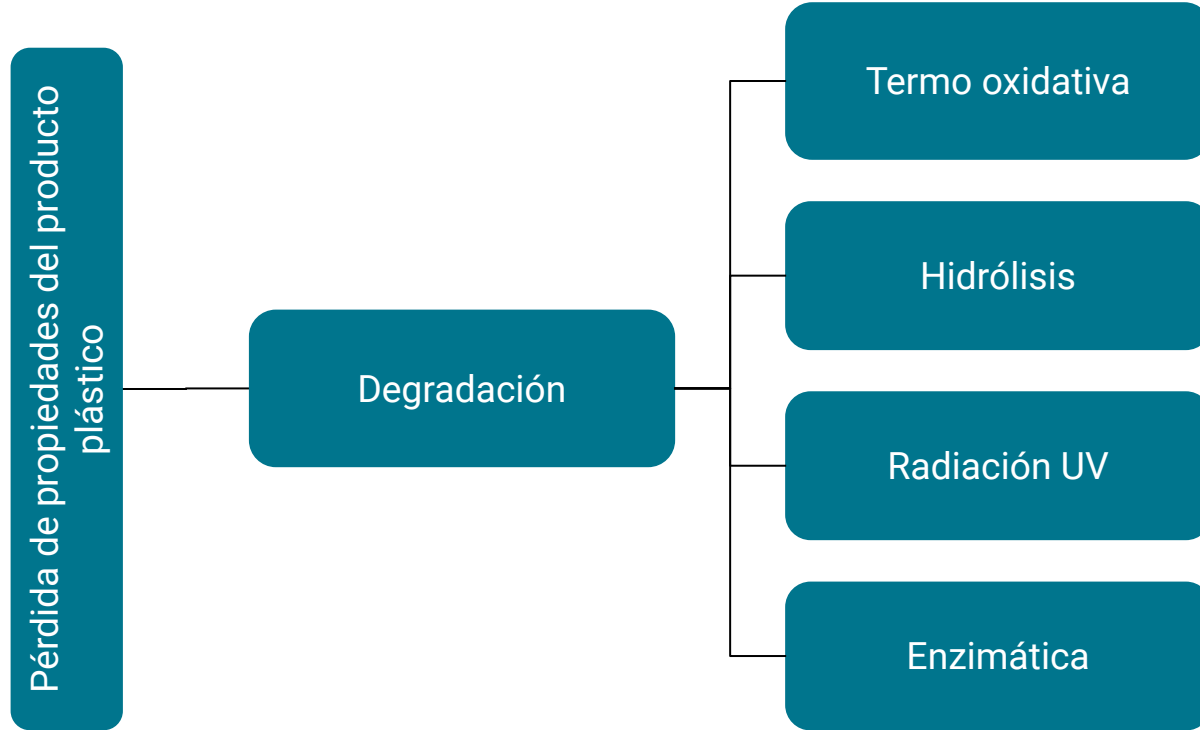 Pérdida de propiedades del producto
plástico
Degradación
Termo oxidativa
Hidrólisis
Radiación UV
Enzimática